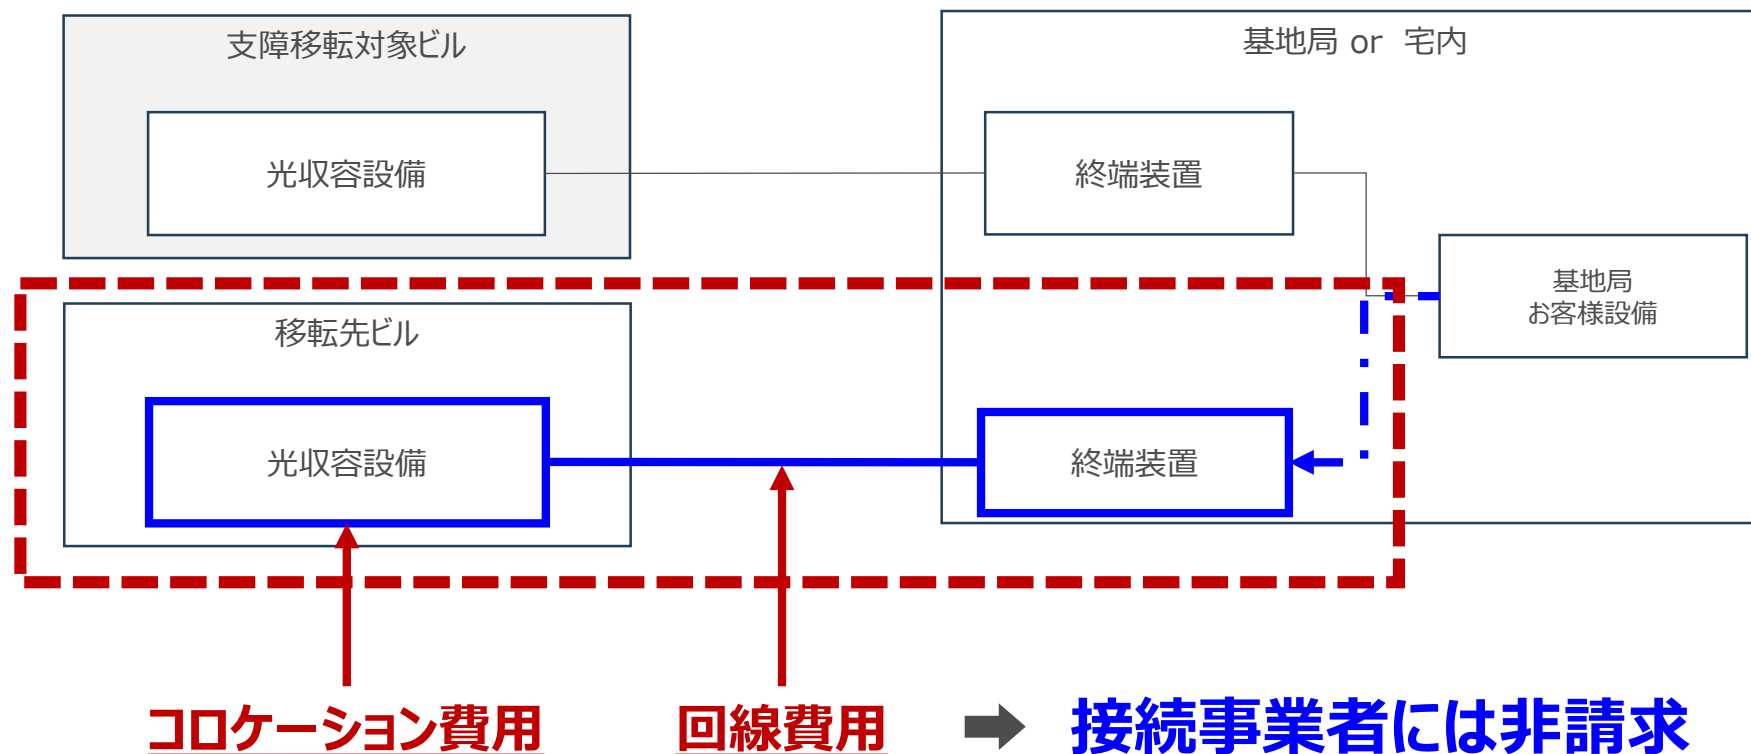 支障移転対象ビル
基地局 or 宅内
光収容設備
終端装置
基地局
お客様設備
移転先ビル
光収容設備
終端装置
コロケーション費用
回線費用
接続事業者には非請求